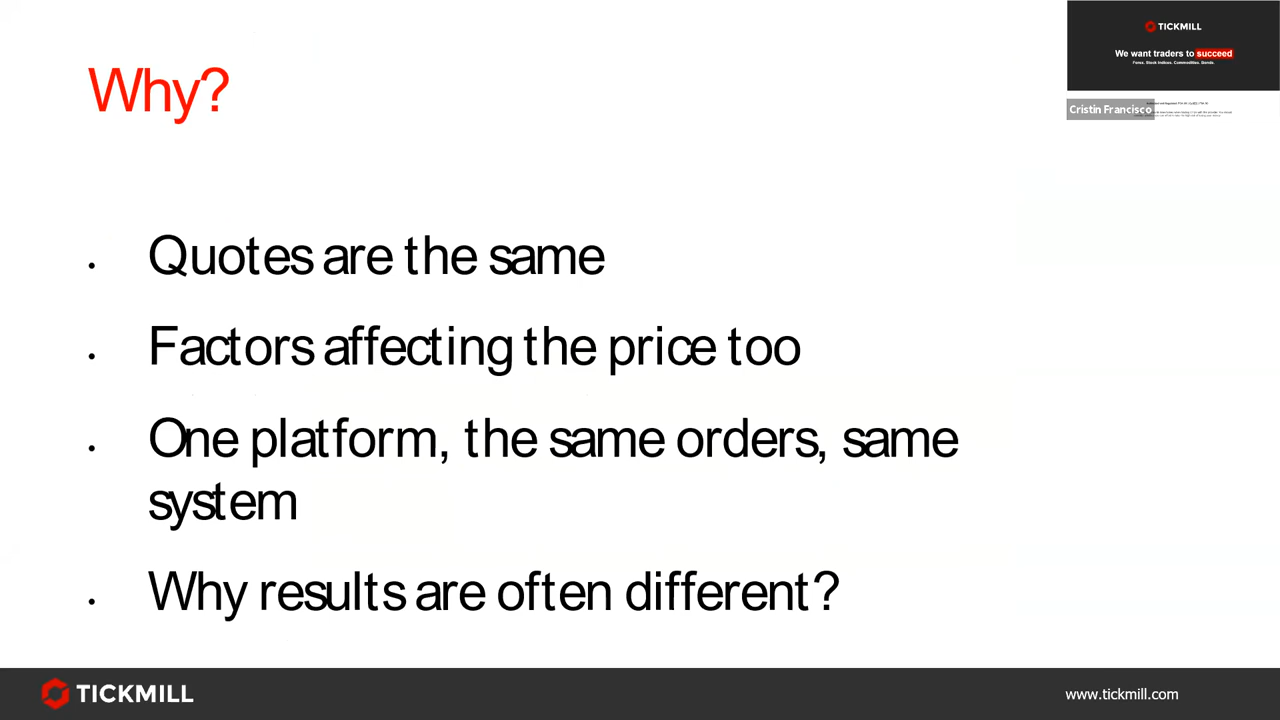 Why?
• Quotes are the same
• Factors affecting the price too
• One platform, the same orders, same
system
• Why results are often different?
TICKMILL
We want traders to succeed
Forex. Stock Indices. Commodities. Bonds.
Cristin Francisco
TICKMILL
www.tickmill.com